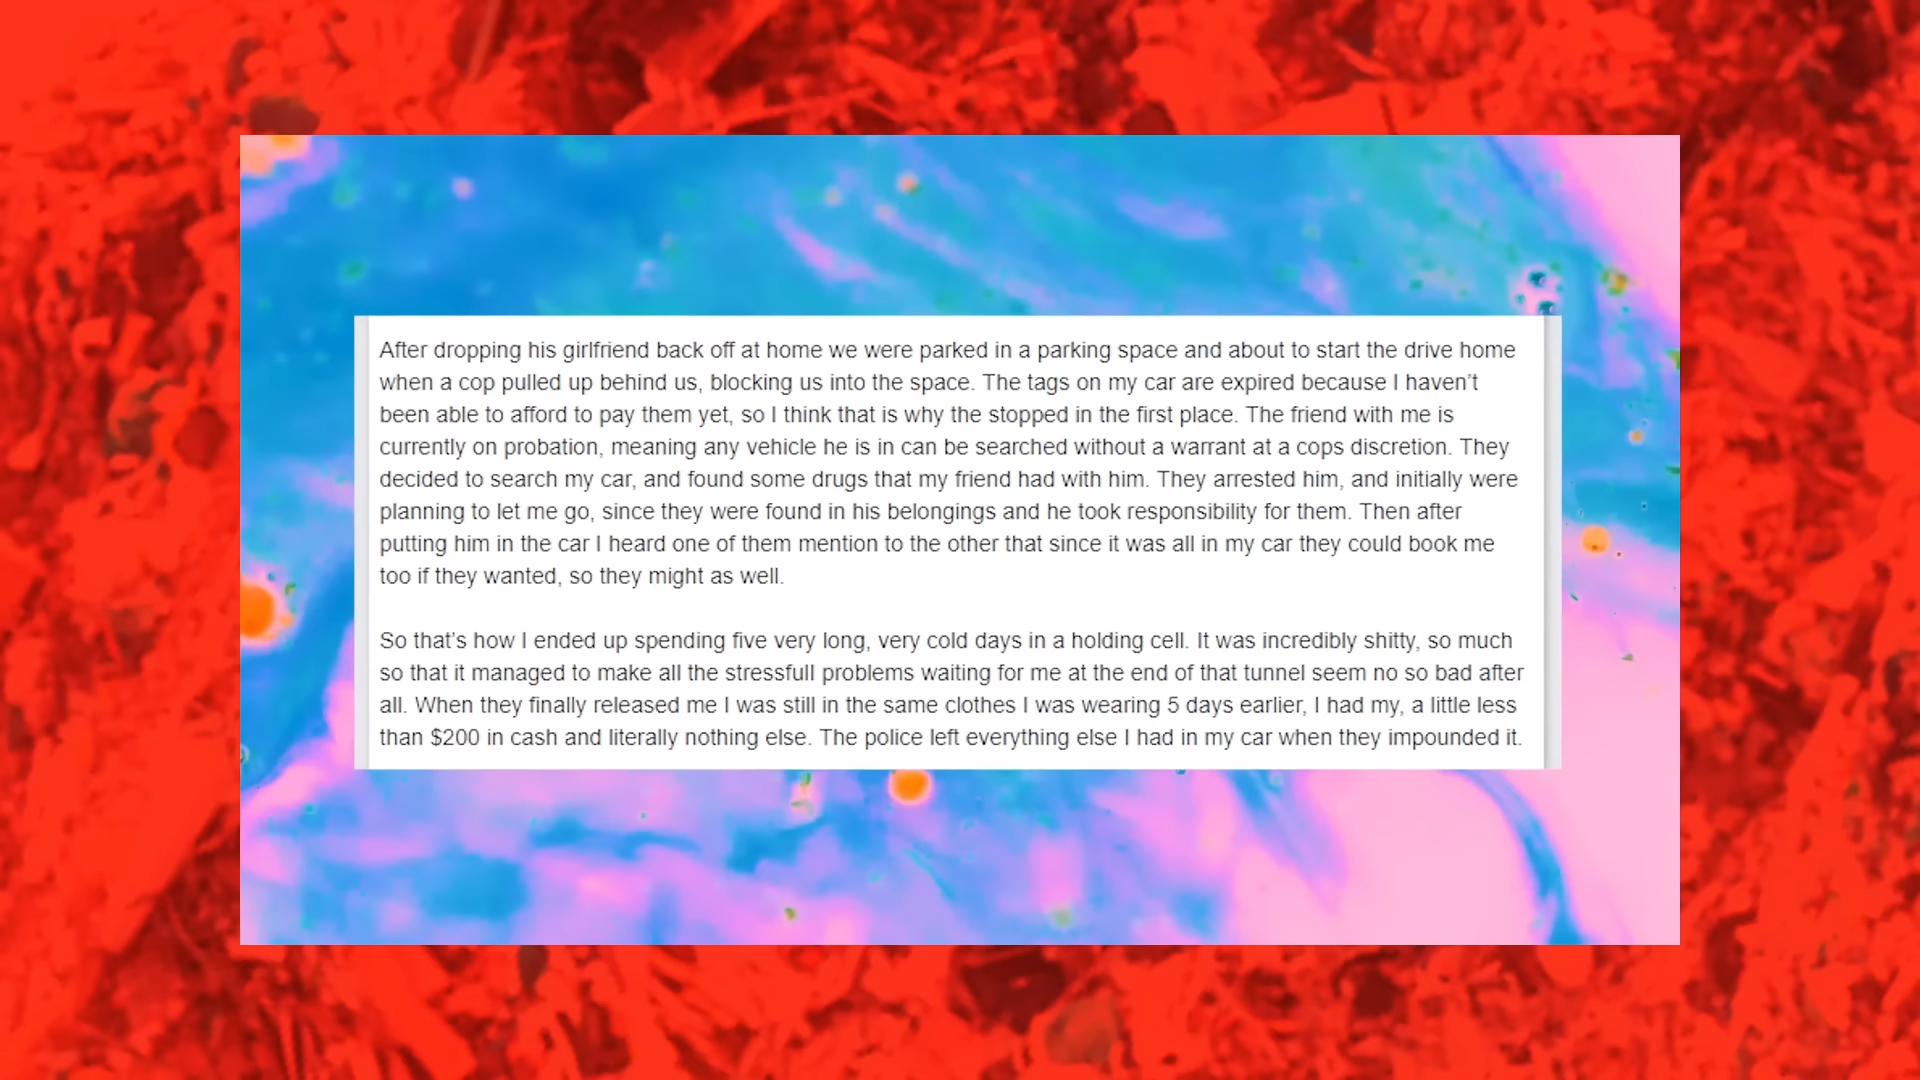 After dropping his girlfriend back off at home we were parked in a parking space and about to start the drive home
when a cop pulled up behind us, blocking us into the space. The tags on my car are expired because I haven’t
been able to afford to pay them yet, so I think that is why the stopped in the first place. The friend with me is
currently on probation, meaning any vehicle he is in can be searched without a warrant at a cops discretion. They
decided to search my car, and found some drugs that my friend had with him. They arrested him, and initially were
planning to let me go, since they were found in his belongings and he took responsibility for them. Then after
putting him in the car I heard one of them mention to the other that since it was all in my car they could book me
too if they wanted, so they might as well.
So that’s how I ended up spending five very long, very cold days in a holding cell. It was incredibly shitty, so much
so that it managed to make all the stressfull problems waiting for me at the end of that tunnel seem no so bad after
all. When they finally released me I was still in the same clothes I was wearing 5 days earlier, I had my, a little less
than $200 in cash and literally nothing else. The police left everything else I had in my car when they impounded it.